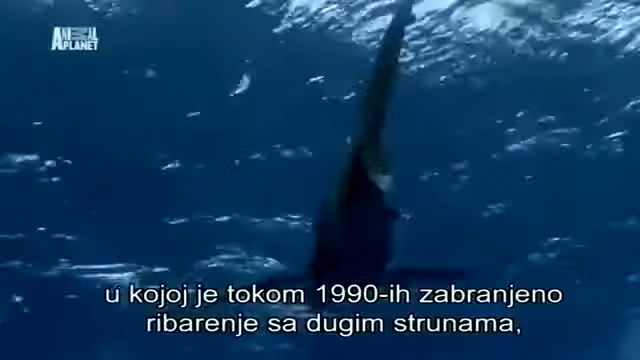 ANIMAL
PLANET
u kojoj je tokom 1990-ih zabranjeno
ribarenje sa dugim strunama,